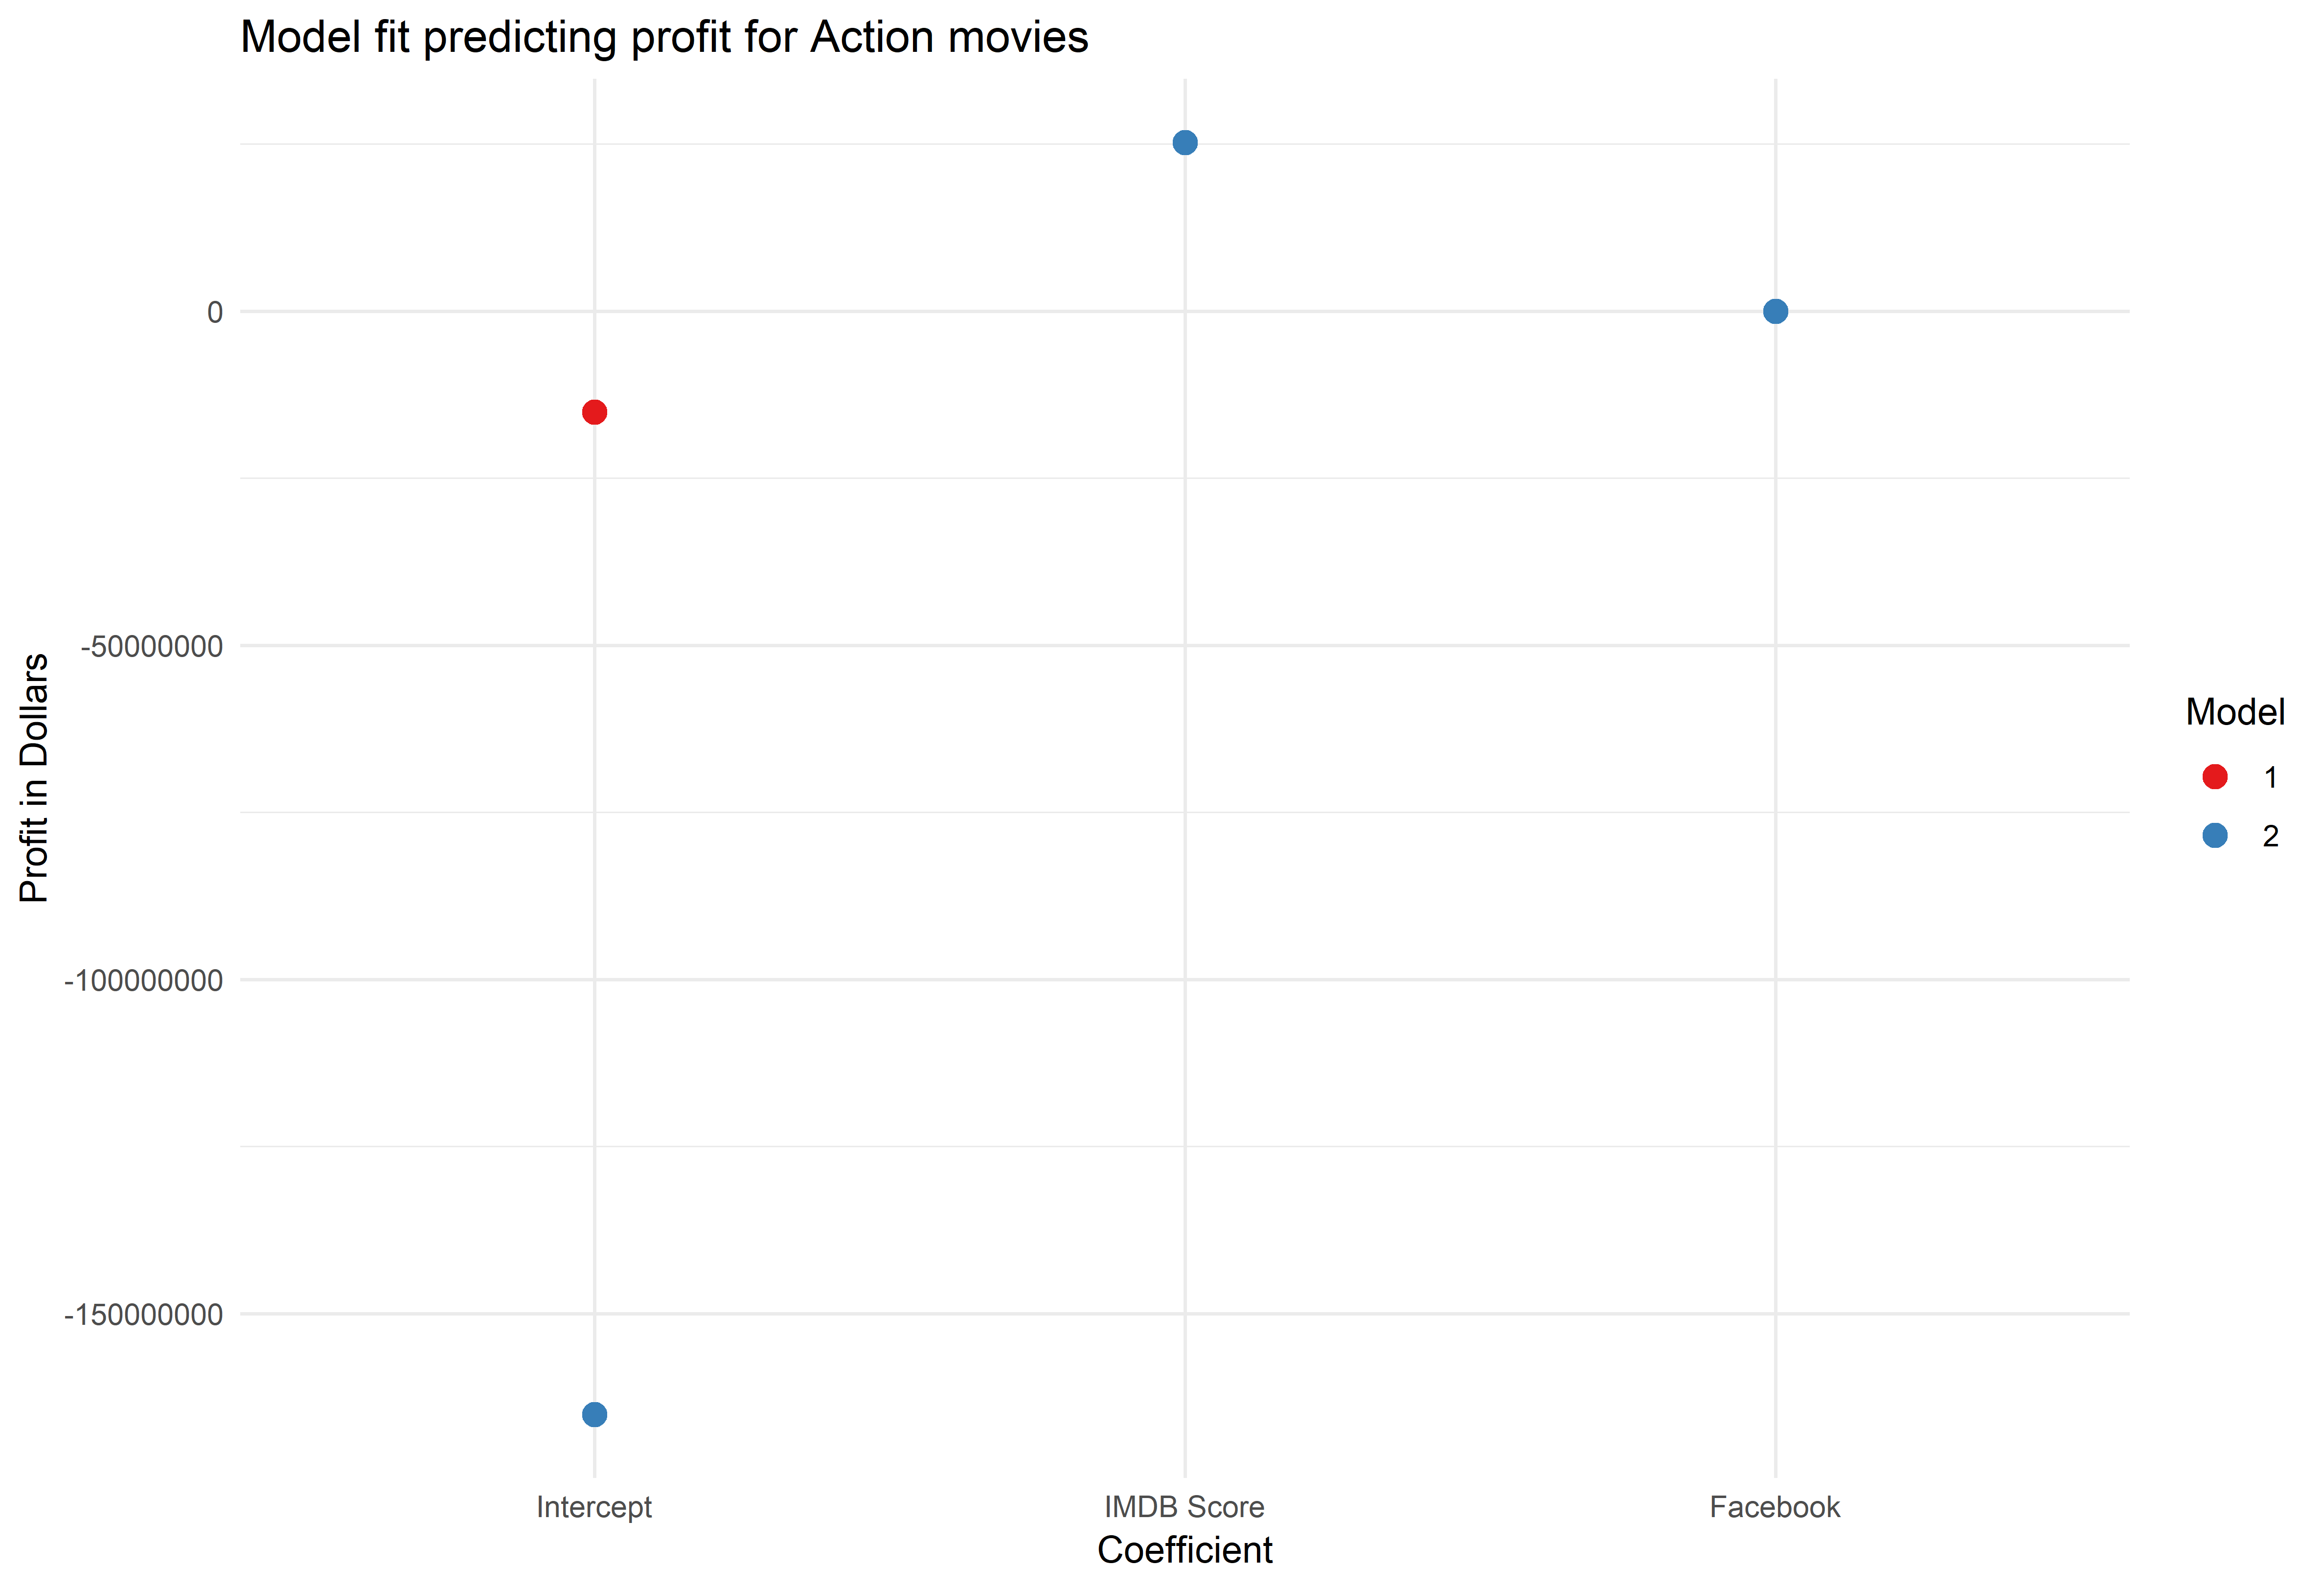 Model fit predicting profit for Action movies
Profit in Dollars
0
-50000000
-100000000
-150000000
Intercept
IMDB Score
Facebook
Coefficient
Model
1
2